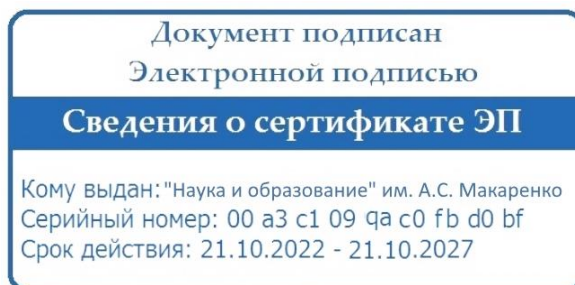 Документ подписан
Электронной подписью
Сведения о сертификате ЭП
Кому выдан:"Наука и образование" им. А.С. Макаренко
Серийный номер: 00 a3 c1 09 qa c0 fb d0 bf
Срок действия: 21.10.2022 - 21.10.2027